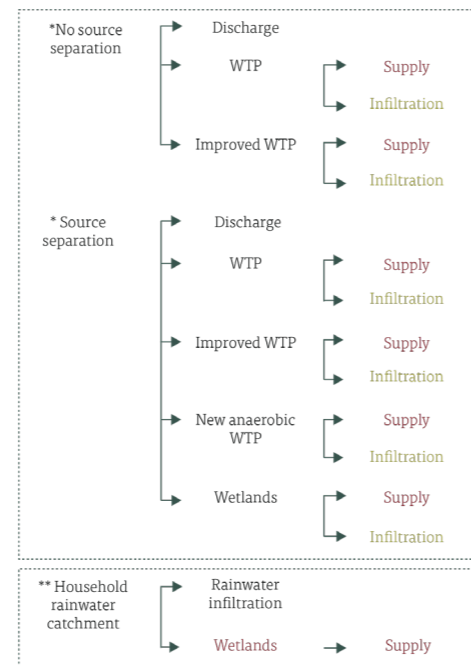 *No source
separation
Discharge
WTP
Supply
Infiltration
Improved WTP
Supply
Infiltration
* Source
separation
Discharge
WTP
Supply
Infiltration
Improved WTP
Supply
Infiltration
New anaerobic
WTP
Supply
Infiltration
Wetlands
Supply
Infiltration
** Household
rainwater
catchment
Rainwater
infiltration
Wetlands
Supply